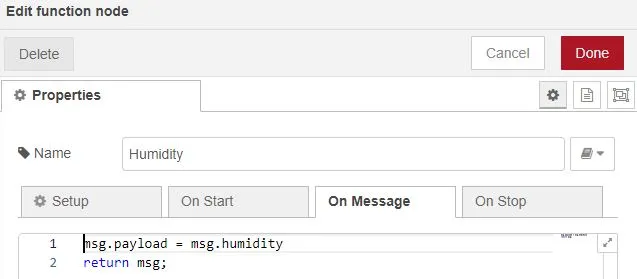 Edit function node
Delete
Cancel
Done
Properties
Name
Humidity
Setup
On Start
On Message
On Stop
1 msg.payload = msg.humidity
2 return msg;